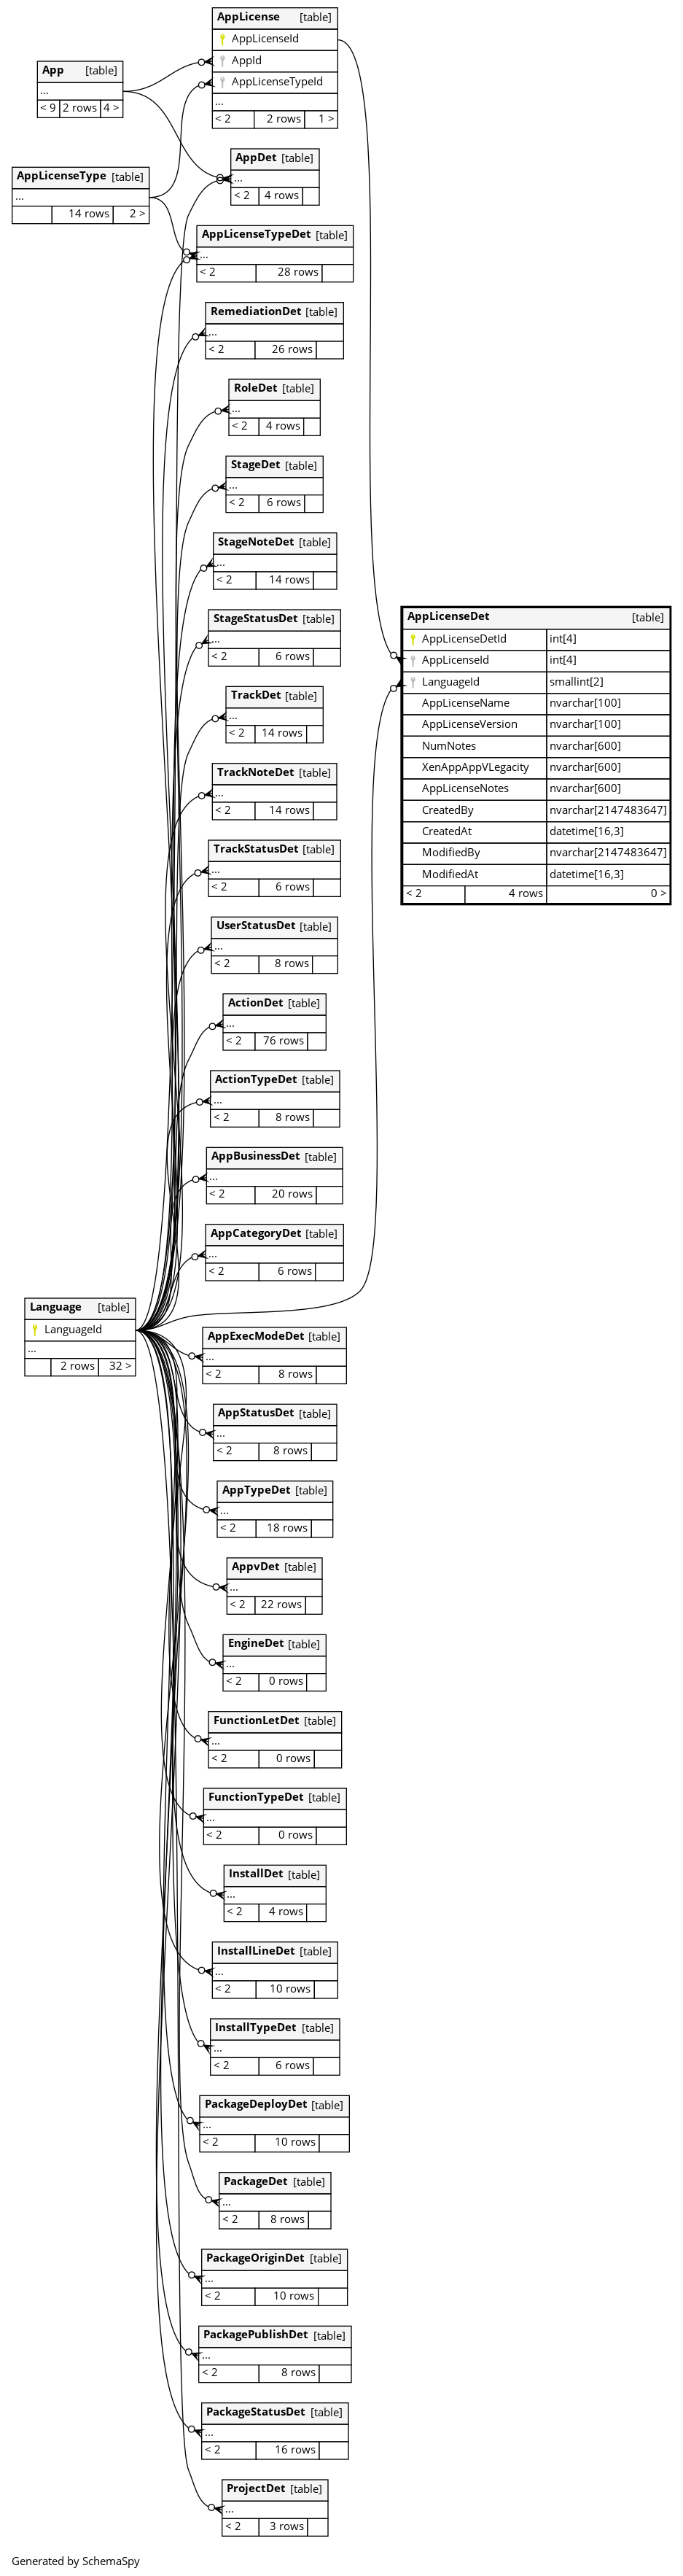 AppLicense [table]
AppLicenseId
AppId
AppLicenseTypeId
...
< 2 2 rows 1 >
App [table]
...
< 9 2 rows 4 >
AppDet [table]
...
< 2 4 rows
AppLicenseType [table]
...
14 rows 2 >
AppLicenseTypeDet [table]
...
< 2 28 rows
RemediationDet [table]
...
< 2 26 rows
RoleDet [table]
...
< 2 4 rows
StageDet [table]
...
< 2 6 rows
StageNoteDet [table]
...
< 2 14 rows
StageStatusDet [table]
...
< 2 6 rows
TrackDet [table]
...
< 2 14 rows
TrackNoteDet [table]
...
< 2 14 rows
TrackStatusDet [table]
...
< 2 6 rows
UserStatusDet [table]
...
< 2 8 rows
ActionDet [table]
...
< 2 76 rows
ActionTypeDet [table]
...
< 2 8 rows
AppBusinessDet [table]
...
< 2 20 rows
AppCategoryDet [table]
...
< 2 6 rows
AppLicenseDet [table]
AppLicenseDetId int[4]
AppLicenseId int[4]
LanguageId smallint[2]
AppLicenseName nvarchar[100]
AppLicenseVersion nvarchar[100]
NumNotes nvarchar[600]
XenAppAppVLegacity nvarchar[600]
AppLicenseNotes nvarchar[600]
CreatedBy nvarchar[2147483647]
CreatedAt datetime[16,3]
ModifiedBy nvarchar[2147483647]
ModifiedAt datetime[16,3]
< 2 4 rows 0 >
Language [table]
LanguageId
...
2 rows 32 >
AppExecModeDet [table]
...
< 2 8 rows
AppStatusDet [table]
...
< 2 8 rows
AppTypeDet [table]
...
< 2 18 rows
AppvDet [table]
...
< 2 22 rows
EngineDet [table]
...
< 2 0 rows
FunctionLetDet [table]
...
< 2 0 rows
FunctionTypeDet [table]
...
< 2 0 rows
InstallDet [table]
...
< 2 4 rows
InstallLineDet [table]
...
< 2 10 rows
InstallTypeDet [table]
...
< 2 6 rows
PackageDeployDet [table]
...
< 2 10 rows
PackageDet [table]
...
< 2 8 rows
PackageOriginDet [table]
...
< 2 10 rows
PackagePublishDet [table]
...
< 2 8 rows
PackageStatusDet [table]
...
< 2 16 rows
ProjectDet [table]
...
< 2 3 rows
Generated by SchemaSpy